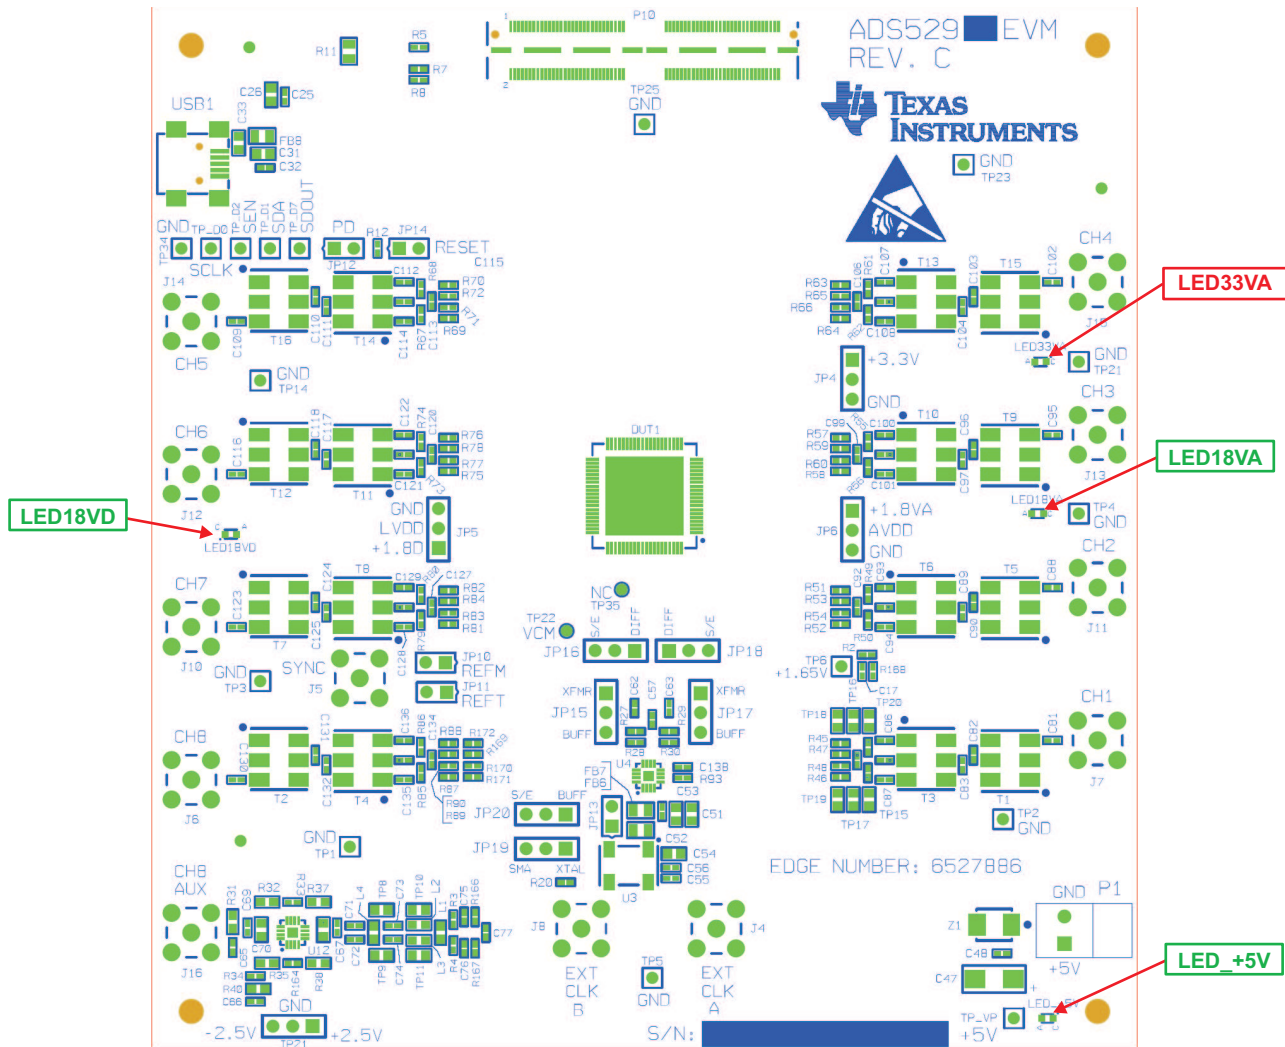 1
P10
2
ADS529 EVM
REV. C
R11
R5
R7
R8
TP25
GND
TEXAS
INSTRUMENTS
C26
C25
USB1
C33
FB8
C31
C32
GND
TP23
GND
TP34
TP_D0
SCLK
TP_D2
SEN
TP_D1
SDA
TP_D7
SDOUT
PD
JP12
R12
JP14
RESET
C115
J14
CH5
C109
T16
C110
C111
T14
C112
C114
R67
R68
C113
R70
R72
R71
R69
GND
TP14
R63
R65
R66
R64
C106
R61
R62
C107
C108
T13
C104
C103
T15
C102
CH4
J15
LED33VA
LED33VA
A C
GND
TP21
JP4
+3.3V
GND
CH6
J12
C116
T12
C118
C117
T11
C122
C121
R74
C120
R73
R76
R78
R77
R75
DUT1
R57
R59
R60
R58
C99
R55
R56
C100
C101
T10
C96
C97
T9
C95
CH3
J13
LED18VA
LED18VA
A C
TP4
GND
LED18VD
C A
LED18VD
GND
LVDD
+1.8D
JP5
JP6
+1.8VA
AVDD
GND
CH7
J10
C123
T7
C124
C125
T8
C129
C128
R80
R79
C127
R82
R84
R83
R81
NC
TP35
TP22
VCM
R51
R53
R54
R52
C92
R49
R50
C93
C94
T6
C89
C90
T5
C88
CH2
J11
GND
TP3
SYNC
J5
JP10
REFM
JP11
REFT
S/E
DIFF
JP16
DIFF
S/E
JP18
R2
TP6
+1.65V
TP16
R168
C17
TP20
XFMR
JP15
BUFF
R27
C62
C57
C63
R29
R28
R30
XFMR
JP17
BUFF
U4
C138
R93
TP18
R45
R47
R48
R46
TP19
TP17
TP15
C86
C87
T3
C82
C83
T1
C81
CH1
J7
CH8
J6
C130
T2
C131
C132
T4
C136
C135
R86
R85
C134
R88
R87
R90
R89
R172
R169
R170
R171
FB7
FB6
JP13
C53
C51
C52
C54
C56
C55
S/E
BUFF
JP20
JP19
SMA
XTAL
R20
U3
TP2
GND
GND
TP1
EDGE NUMBER: 6527886
CH8
AUX
J16
R31
C69
C65
R32
R33
R37
C70
U12
C67
R34
R35
R164
R38
R40
C66
C71
C72
L4
TP8
TP9
C73
C74
TP10
TP11
L2
L1
L3
R3
R4
R75
C76
R166
R167
C77
J8
EXT
CLK
B
TP5
GND
J4
EXT
CLK
A
Z1
C48
C47
+
GND
P1
+5V
LED_+5V
TP_VP
+5V
A C
GND
-2.5V
TP21
+2.5V
S/N: